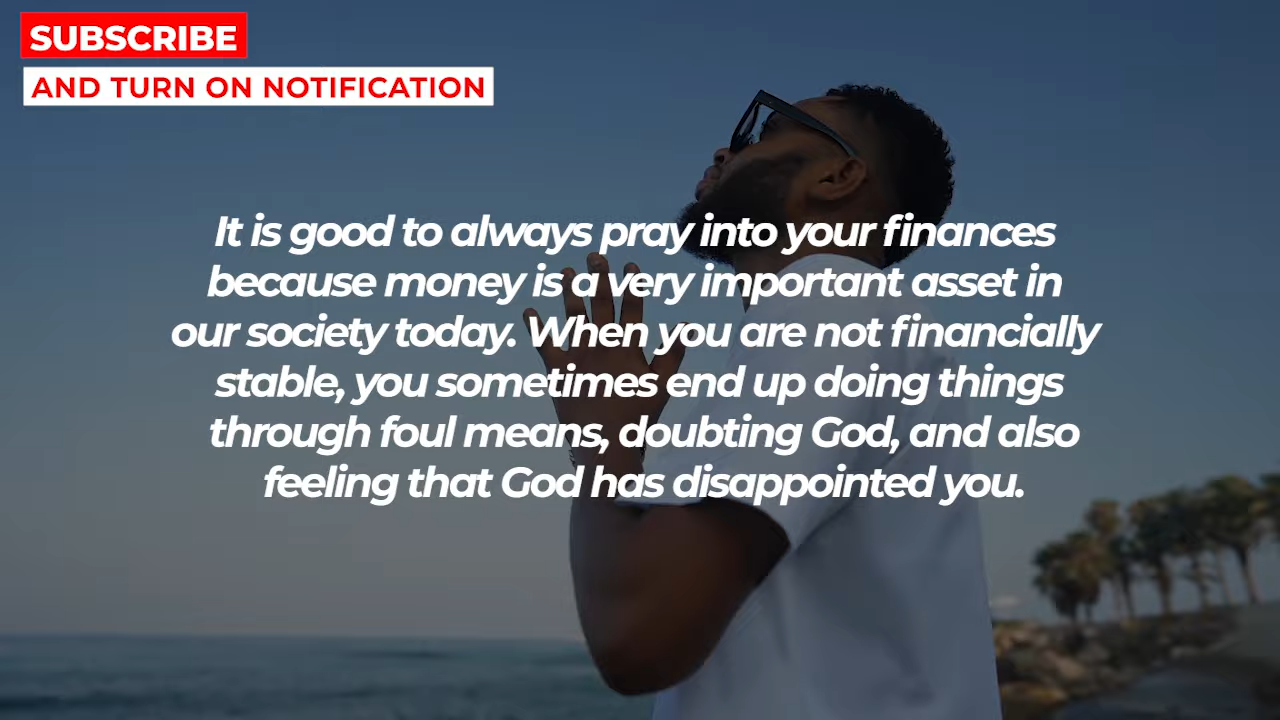 SUBSCRIBE
AND TURN ON NOTIFICATION
It is good to always pray into your finances
because money is a very important asset in
our society today. When you are not financially
stable, you sometimes end up doing things
through foul means, doubting God, and also
feeling that God has disappointed you.